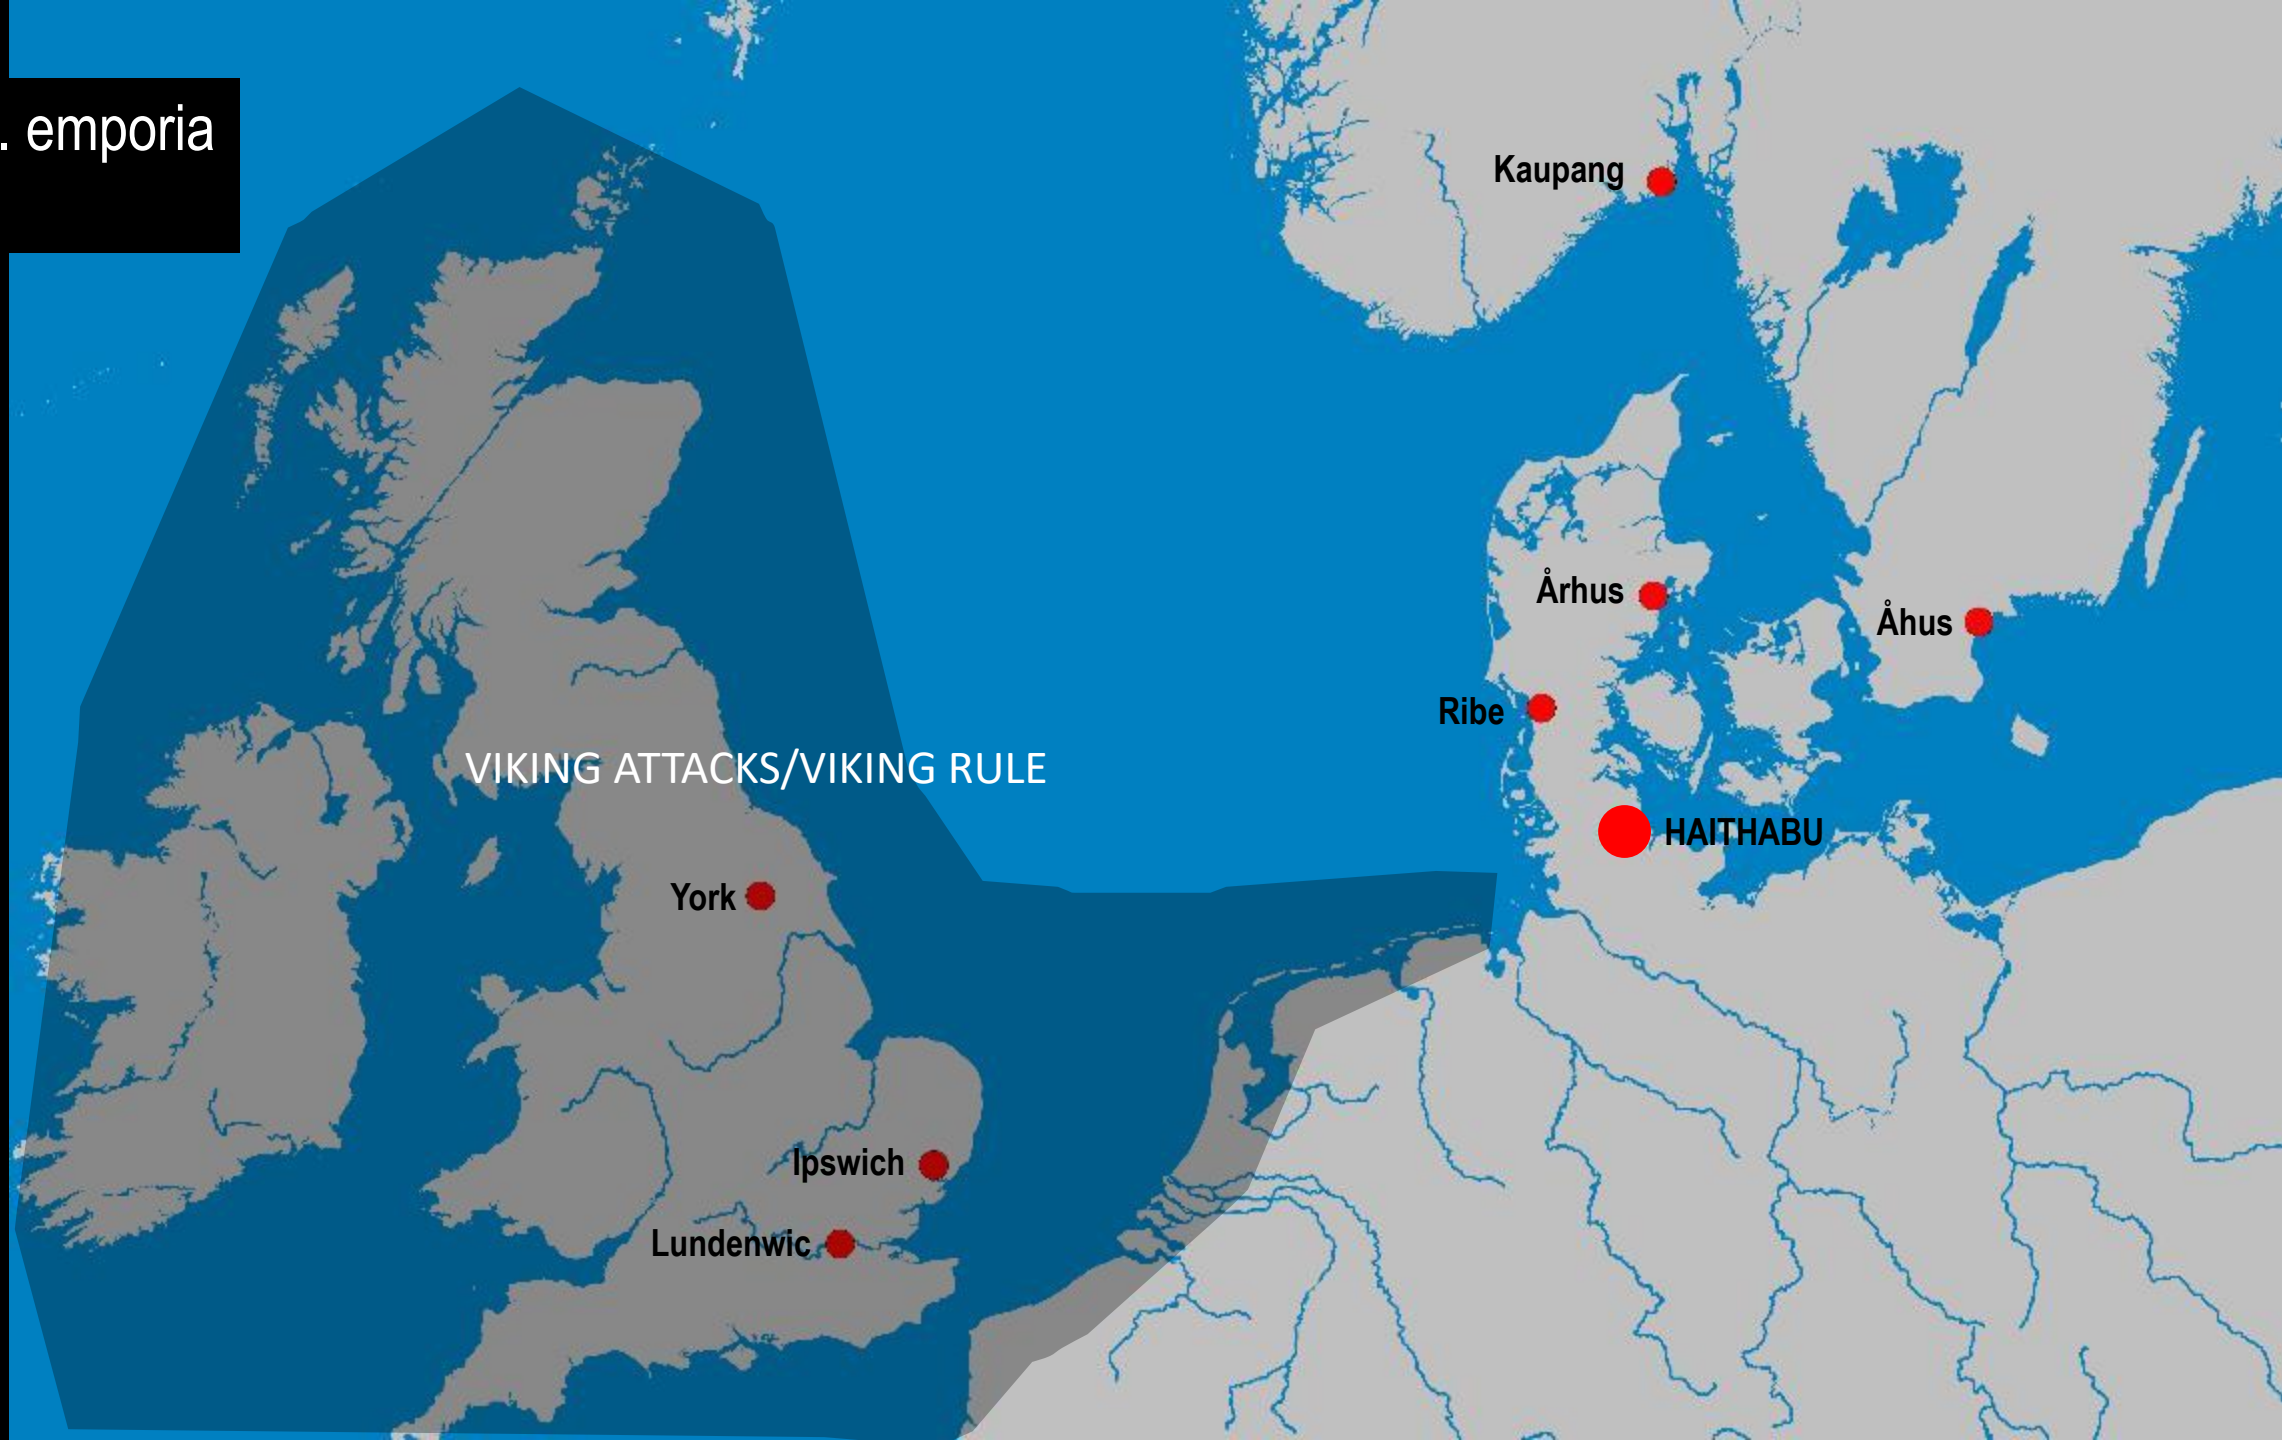 . emporia
Kaupang
Århus
Åhus
Ribe
VIKING ATTACKS/VIKING RULE
HAITHABU
York
Ipswich
Lundenwic